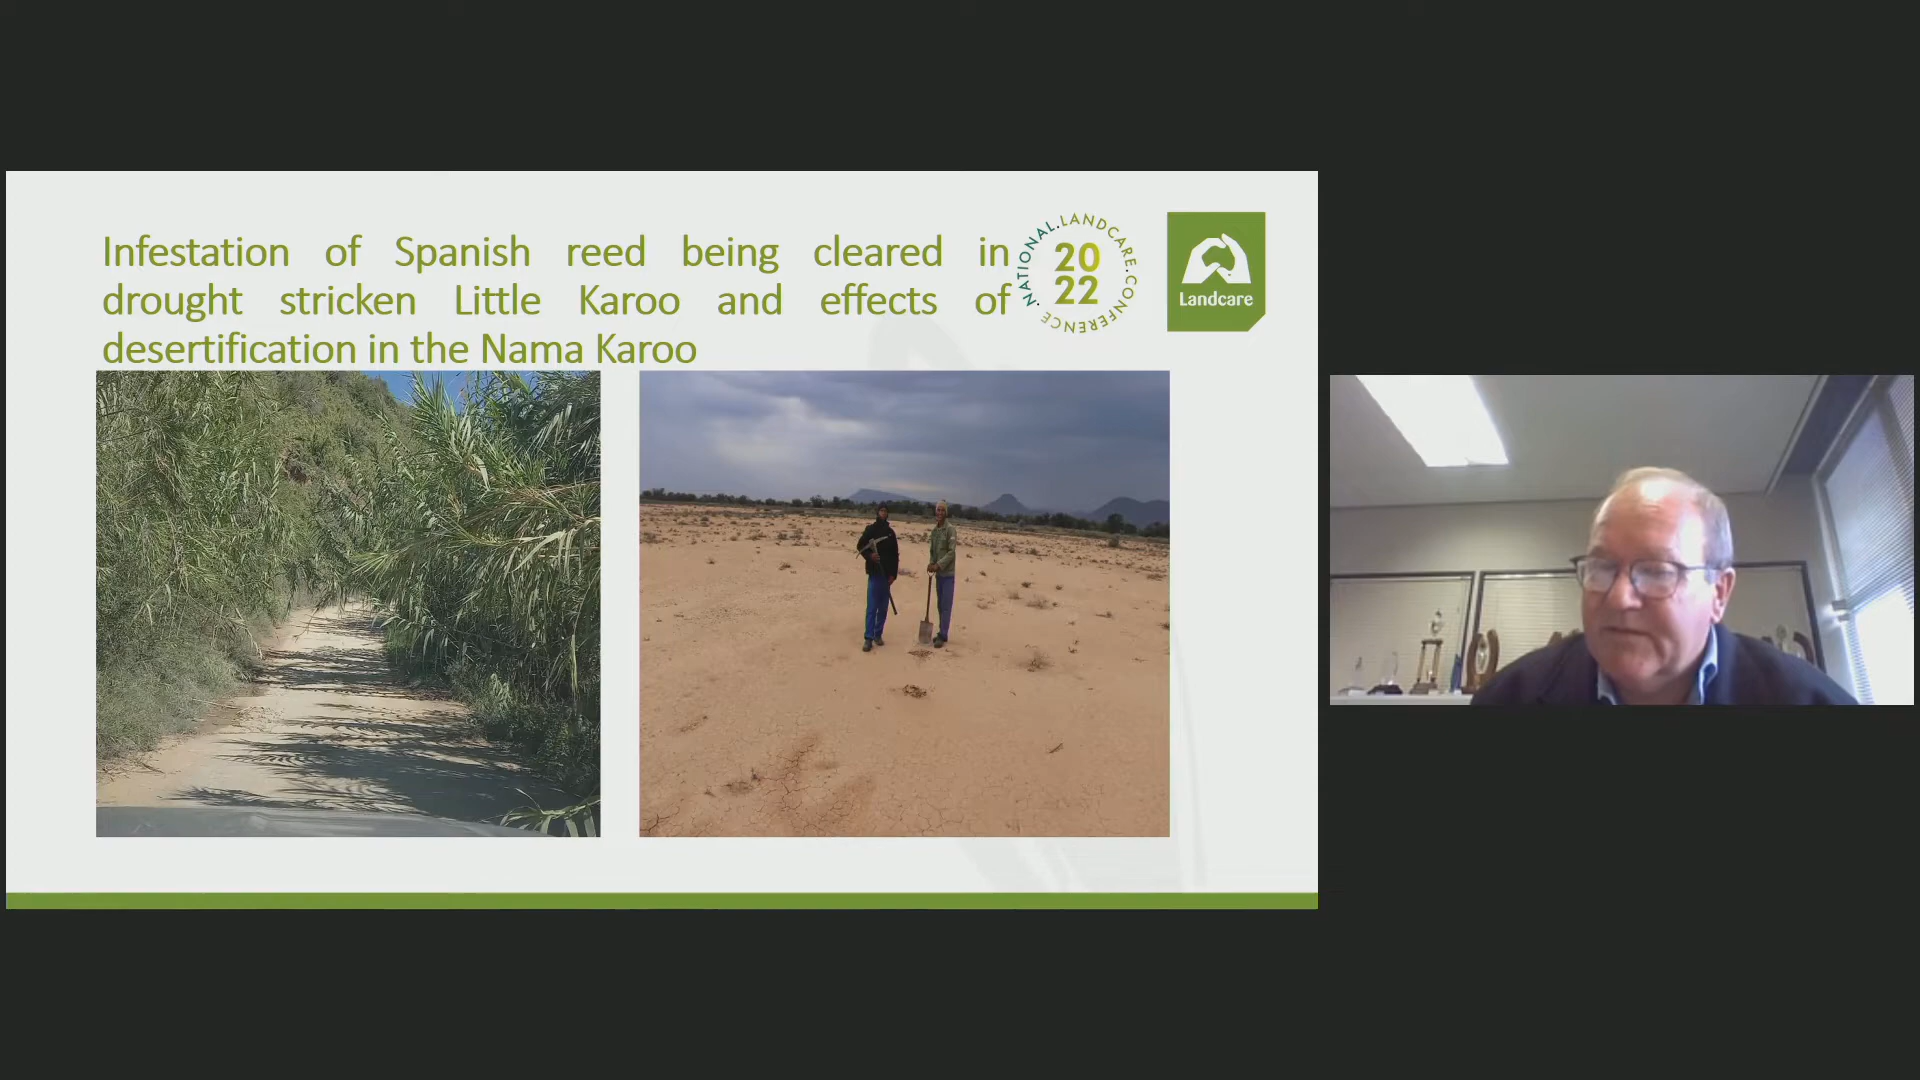 Infestation of Spanish reed being cleared in
drought stricken Little Karoo and effects of
desertification in the Nama Karoo
NATIONAL.LANDCARE.CONFERENCE
20
22
Landcare